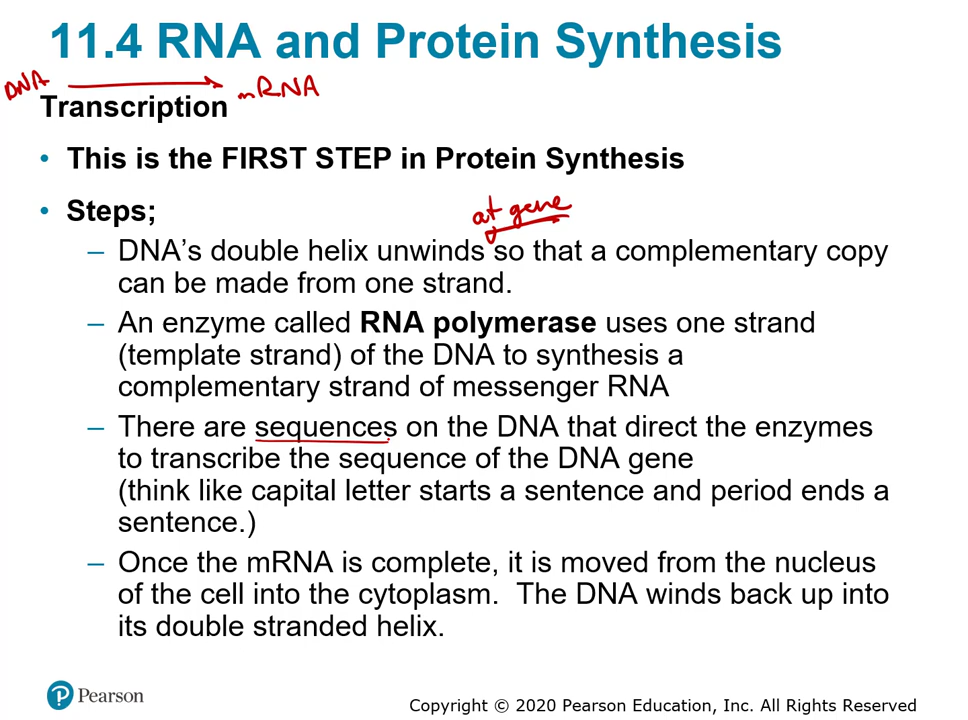 11.4 RNA and Protein Synthesis
DNA mRNA
Transcription
• This is the FIRST STEP in Protein Synthesis
• Steps;
at gene
– DNA’s double helix unwinds so that a complementary copy
can be made from one strand.
– An enzyme called RNA polymerase uses one strand
(template strand) of the DNA to synthesis a
complementary strand of messenger RNA
– There are sequences on the DNA that direct the enzymes
to transcribe the sequence of the DNA gene
(think like capital letter starts a sentence and period ends a
sentence.)
– Once the mRNA is complete, it is moved from the nucleus
of the cell into the cytoplasm. The DNA winds back up into
its double stranded helix.
P Pearson
Copyright © 2020 Pearson Education, Inc. All Rights Reserved